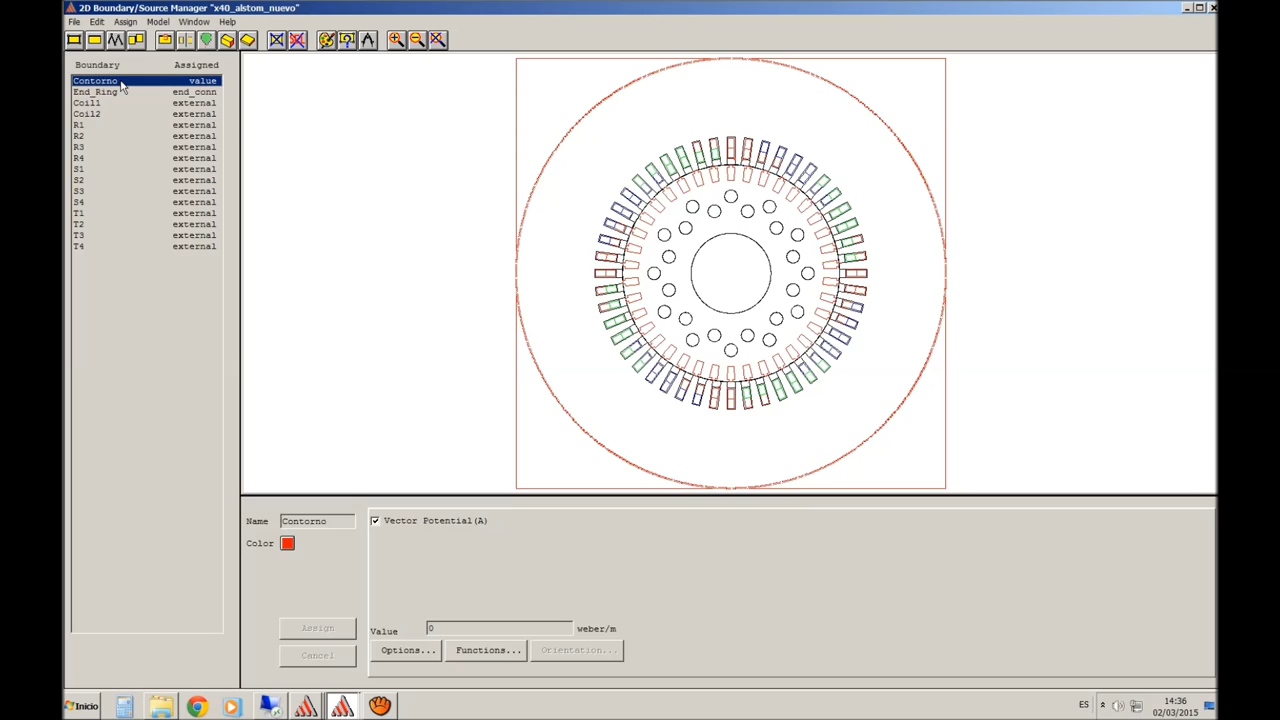 2D Boundary/Source Manager "x40_alstom_nuevo"
File Edit Assign Model Window Help
Boundary Assigned
Contorno value
End_Ring end_conn
Coil1 external
Coil2 external
R1 external
R2 external
R3 external
R4 external
S1 external
S2 external
S3 external
S4 external
T1 external
T2 external
T3 external
T4 external
Name Contorno
Vector Potential(A)
Color
Assign
Value 0 weber/m
Cancel
Options... Functions... Orientation...
Inicio
ES
14:36
02/03/2015